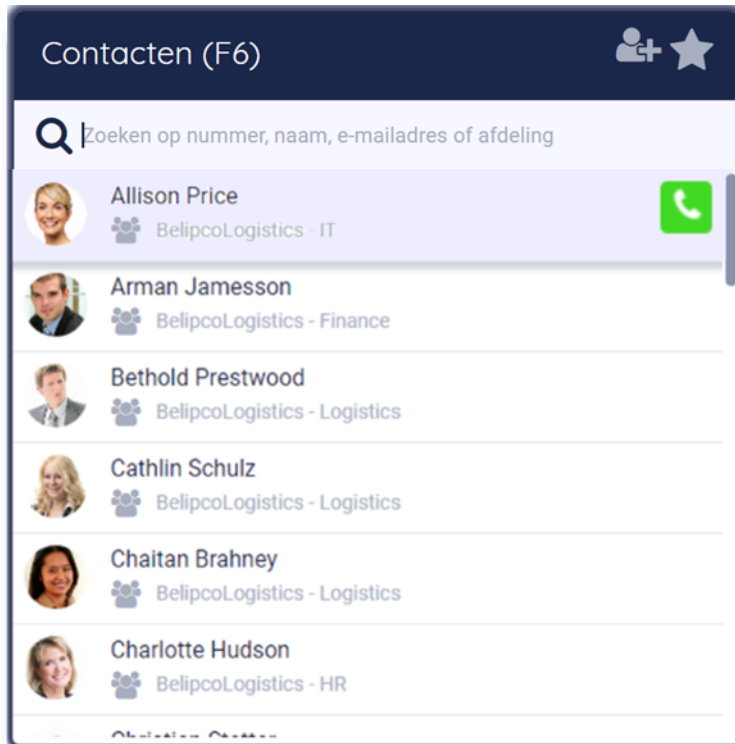 Contacten (F6)
Zoeken op nummer, naam, e-mailadres of afdeling
Allison Price
BelipcoLogistics - IT
Arman Jamesson
BelipcoLogistics - Finance
Bethold Prestwood
BelipcoLogistics - Logistics
Cathlin Schulz
BelipcoLogistics - Logistics
Chaitan Brahney
BelipcoLogistics - Logistics
Charlotte Hudson
BelipcoLogistics - HR